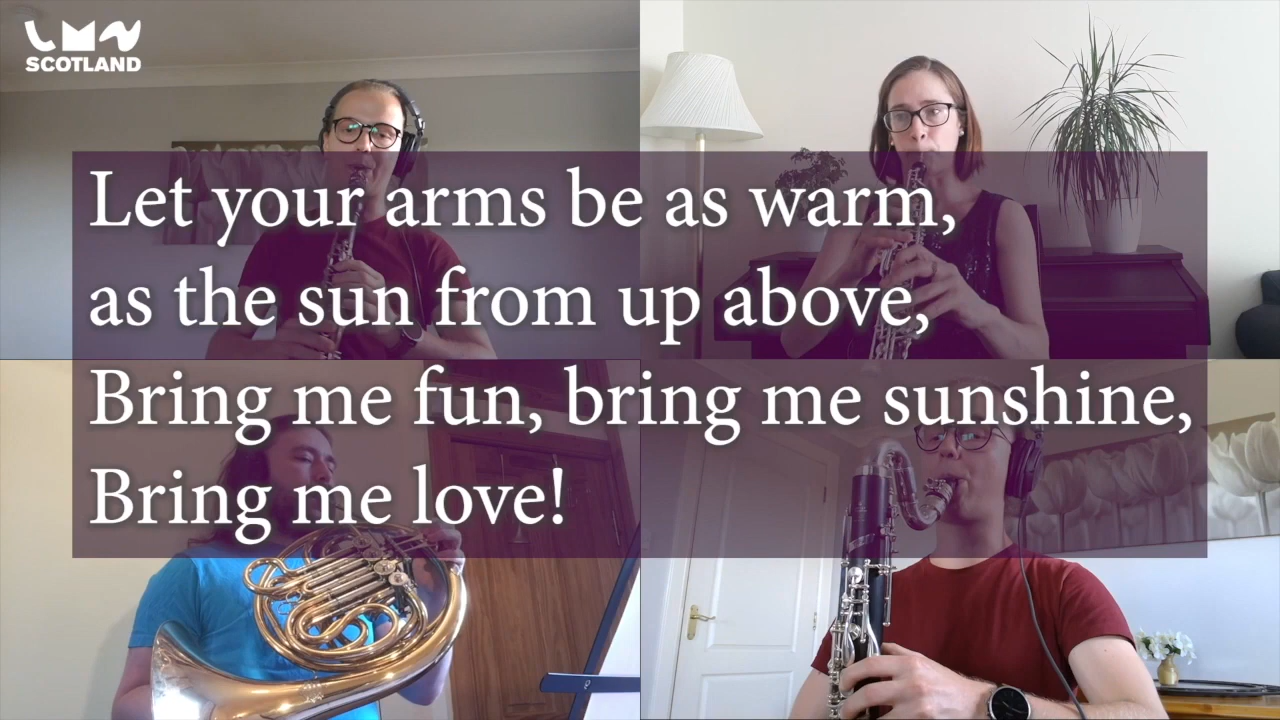 LMN
SCOTLAND
Let your arms be as warm,
as the sun from up above,
Bring me fun, bring me sunshine,
Bring me love!